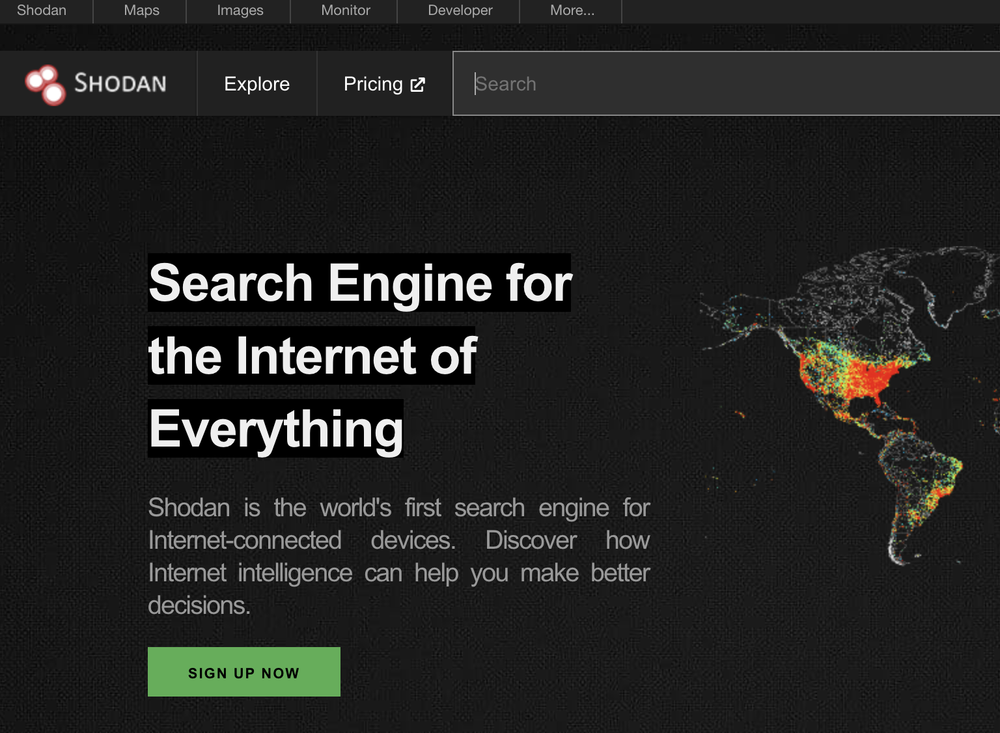 Shodan
Maps
Images
Monitor
Developer
More...
SHODAN
Explore
Pricing
Search
Search Engine for
the Internet of
Everything
Shodan is the world's first search engine for
Internet-connected devices. Discover how
Internet intelligence can help you make better
decisions.
SIGN UP NOW